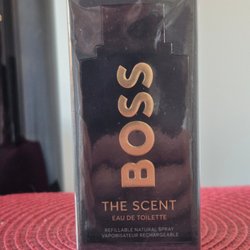 BOSS
THE SCENT
EAU DE TOILETTE
REFILLABLE NATURAL SPRAY
VAPORISATEUR RECHARGEABLE